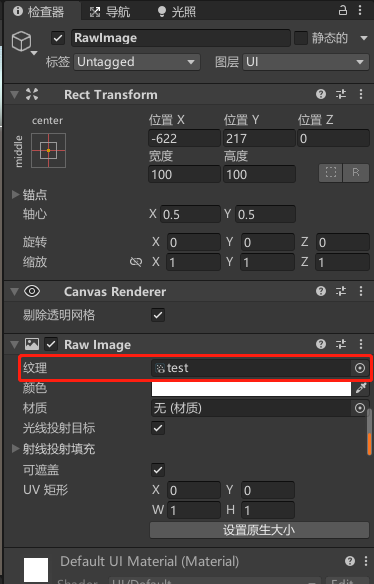 检查器 导航 光照
RawImage 静态的
标签 Untagged 图层 UI
Rect Transform
center 位置 X 位置 Y 位置 Z
middle -622 217 0
宽度 高度
100 100 R
锚点
轴心 X 0.5 Y 0.5
旋转 X 0 Y 0 Z 0
缩放 X 1 Y 1 Z 1
Canvas Renderer
剔除透明网格
Raw Image
纹理 test
颜色
材质 无 (材质)
光线投射目标
射线投射填充
可遮盖
UV 矩形 X 0 Y 0
W 1 H 1
设置原生大小
Default UI Material (Material)
Shader UI/Default Edit